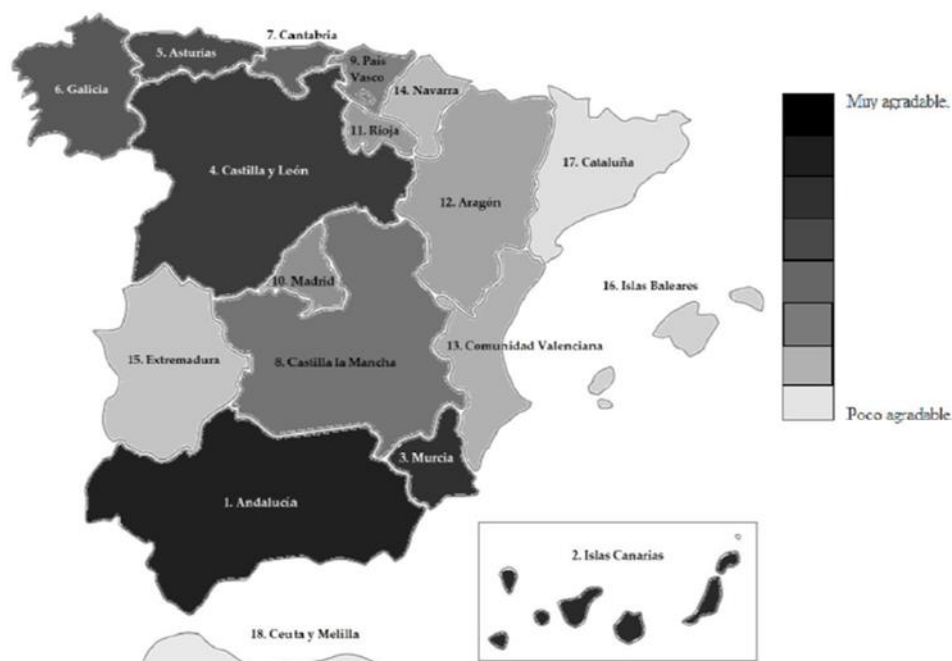 7. Cantabria
5. Asturias
9. País
Vasco
6. Galicia
14. Navarra
11. Rioja
4. Castilla y León
17. Cataluña
12. Aragón
10. Madrid
16. Islas Baleares
13. Comunidad Valenciana
15. Extremadura
8. Castilla la Mancha
3. Murcia
1. Andalucía
2. Islas Canarias
18. Ceuta y Melilla
Muy agradable.
Poco agradable.